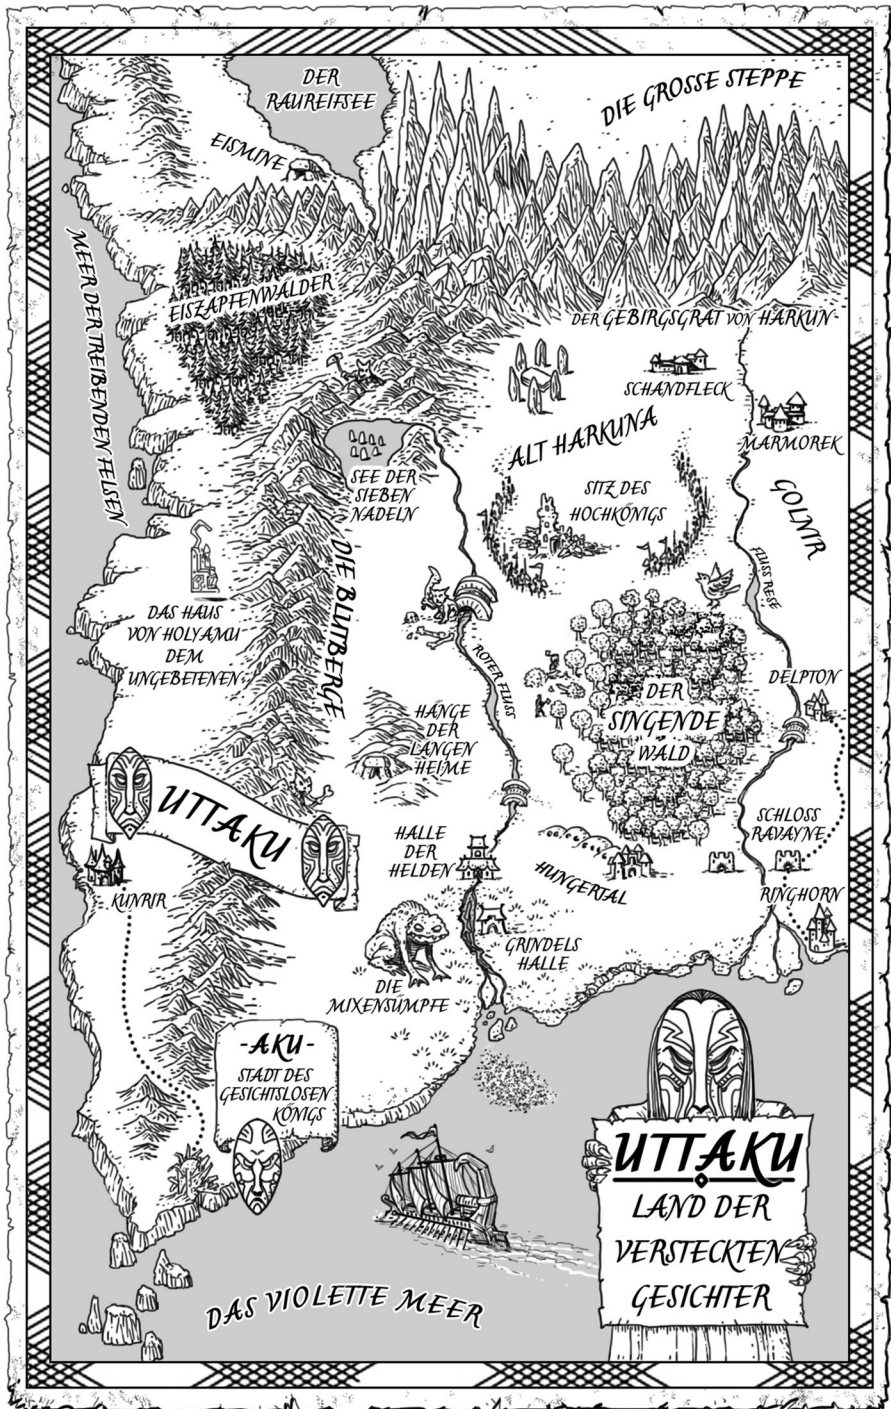 DER
RAUREIFSEE
DIE GROSSE STEPPE
EISMINE
MEER DER TREIBENDEN FELSEN
EISZAPFENWÄLDER
DER GEBIRGSGRAT VON HARKUN
SCHANDFLECK
MARMOREK
ALT HARKUNA
GOLNIR
SEE DER
SIEBEN
NADELN
SITZ DES
HOCHKÖNIGS
DIE BLUTBERGE
FLUSS RESE
DAS HAUS
VON HOLYAMU
DEM
UNGEBETENEN
ROTER FLUSS
DER
SINGENDE
WALD
DELPTON
HÄNGE
DER
LANGEN
HEIME
UTTAKU
SCHLOSS
RAVAYNE
HALLE
DER
HELDEN
HUNGERTAL
KUNRIR
RINGHORN
GRINDELS
HALLE
DIE
MIXENSÜMPFE
-AKU-
STADT DES
GESICHTSLOSEN
KÖNIGS
UTTAKU
LAND DER
VERSTECKTEN
GESICHTER
DAS VIOLETTE MEER